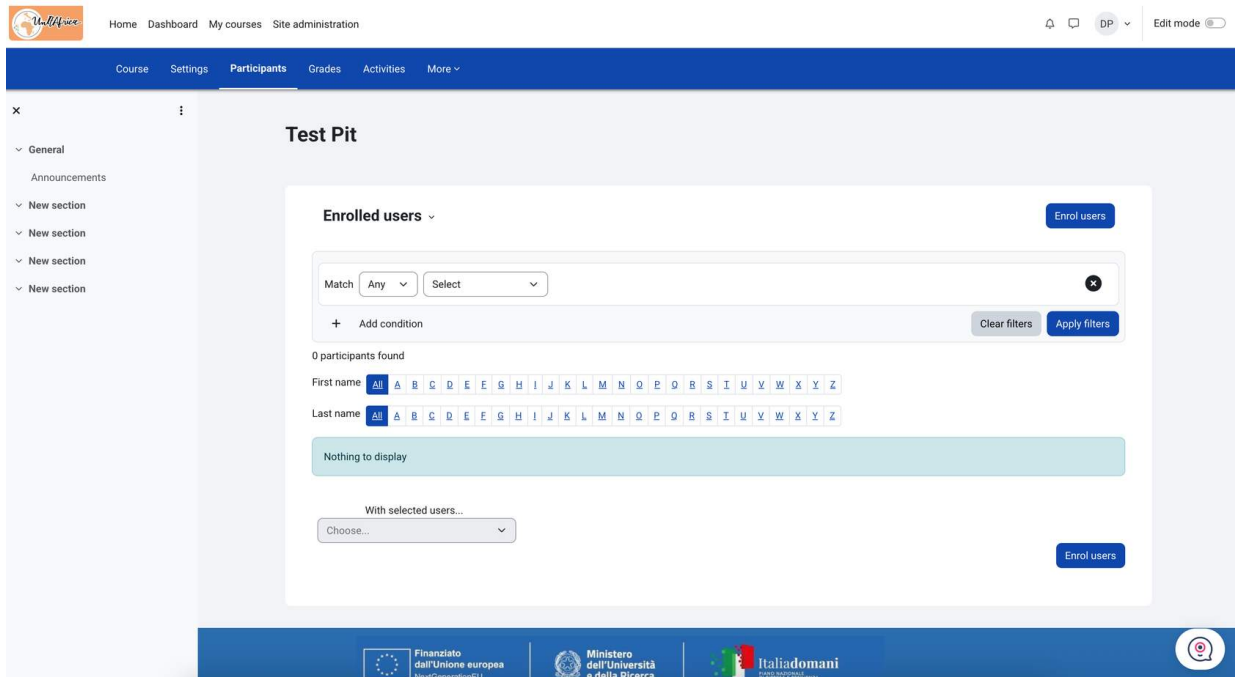 UnitAfrica Home Dashboard My courses Site administration DP Edit mode
Course Settings Participants Grades Activities More
General
Announcements
New section
New section
New section
New section
Test Pit
Enrolled users
Enrol users
Match Any Select
+ Add condition
Clear filters Apply filters
0 participants found
First name All A B C D E F G H I J K L M N O P Q R S T U V W X Y Z
Last name All A B C D E F G H I J K L M N O P Q R S T U V W X Y Z
Nothing to display
With selected users...
Choose...
Enrol users
Finanziato
dall'Unione europea
NextGenerationEU
Ministero
dell'Università
e della Ricerca
Italiadomani